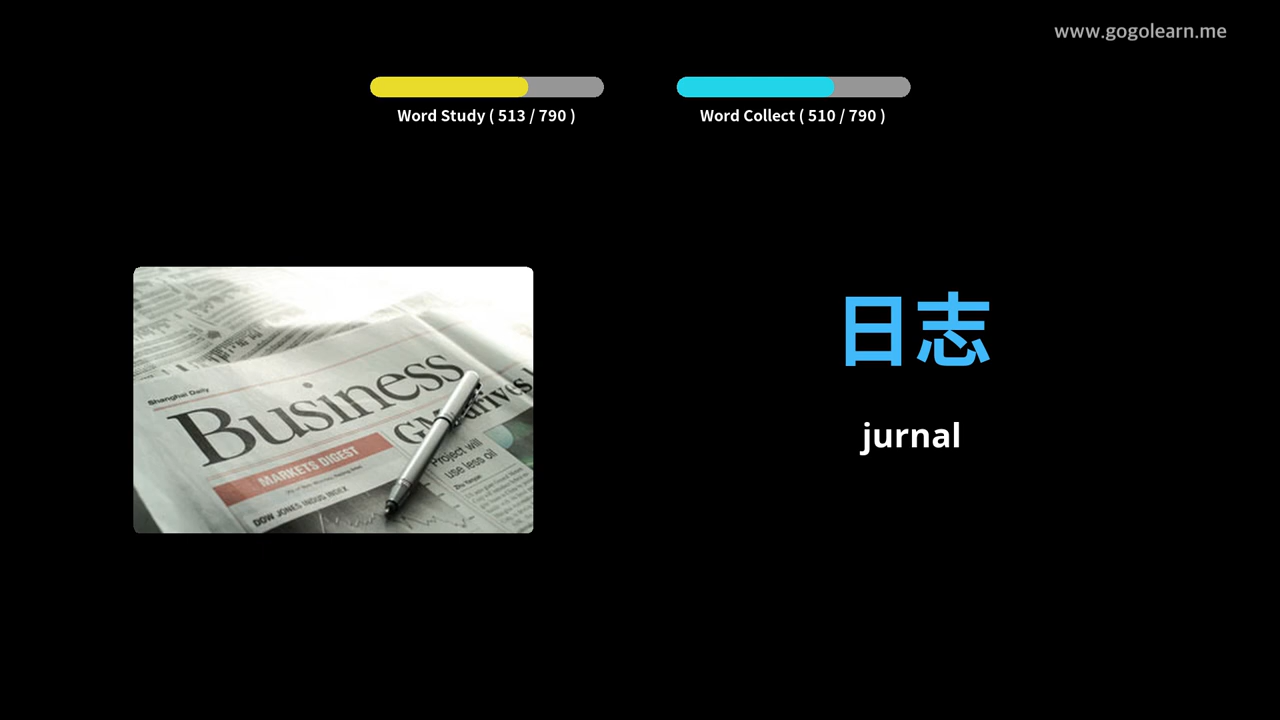 www.gogolearn.me
Word Study ( 513 / 790 )
Word Collect ( 510 / 790 )
Shanghai Daily
Business
MARKETS DIGEST
DOW JONES INDUS INDEX
GM drives
Project will
use less oil
日志
jurnal